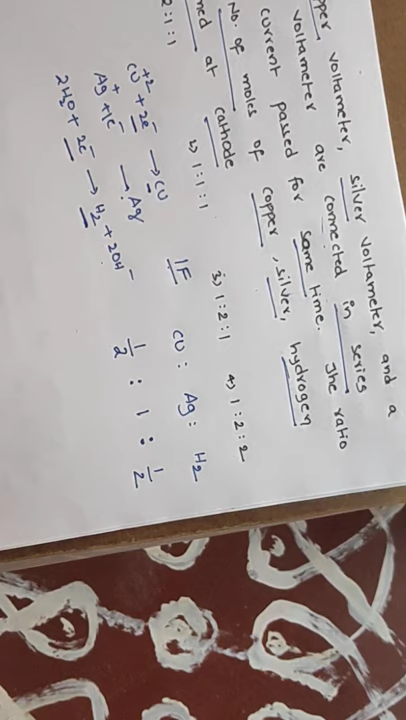 voltameter, silver voltameter, and a
voltameter are connected in series
current passed for same time. The ratio
No. of moles of copper, silver, hydrogen
at cathode
2:1:1 2) 1:1:1 3) 1:2:1 4) 1:2:2
Cu+2 + 2e- → Cu
Ag+ + 1e- → Ag
2H2O + 2e- → H2 + 2OH-
1F
Cu : Ag : H2
1/2 : 1 : 1/2